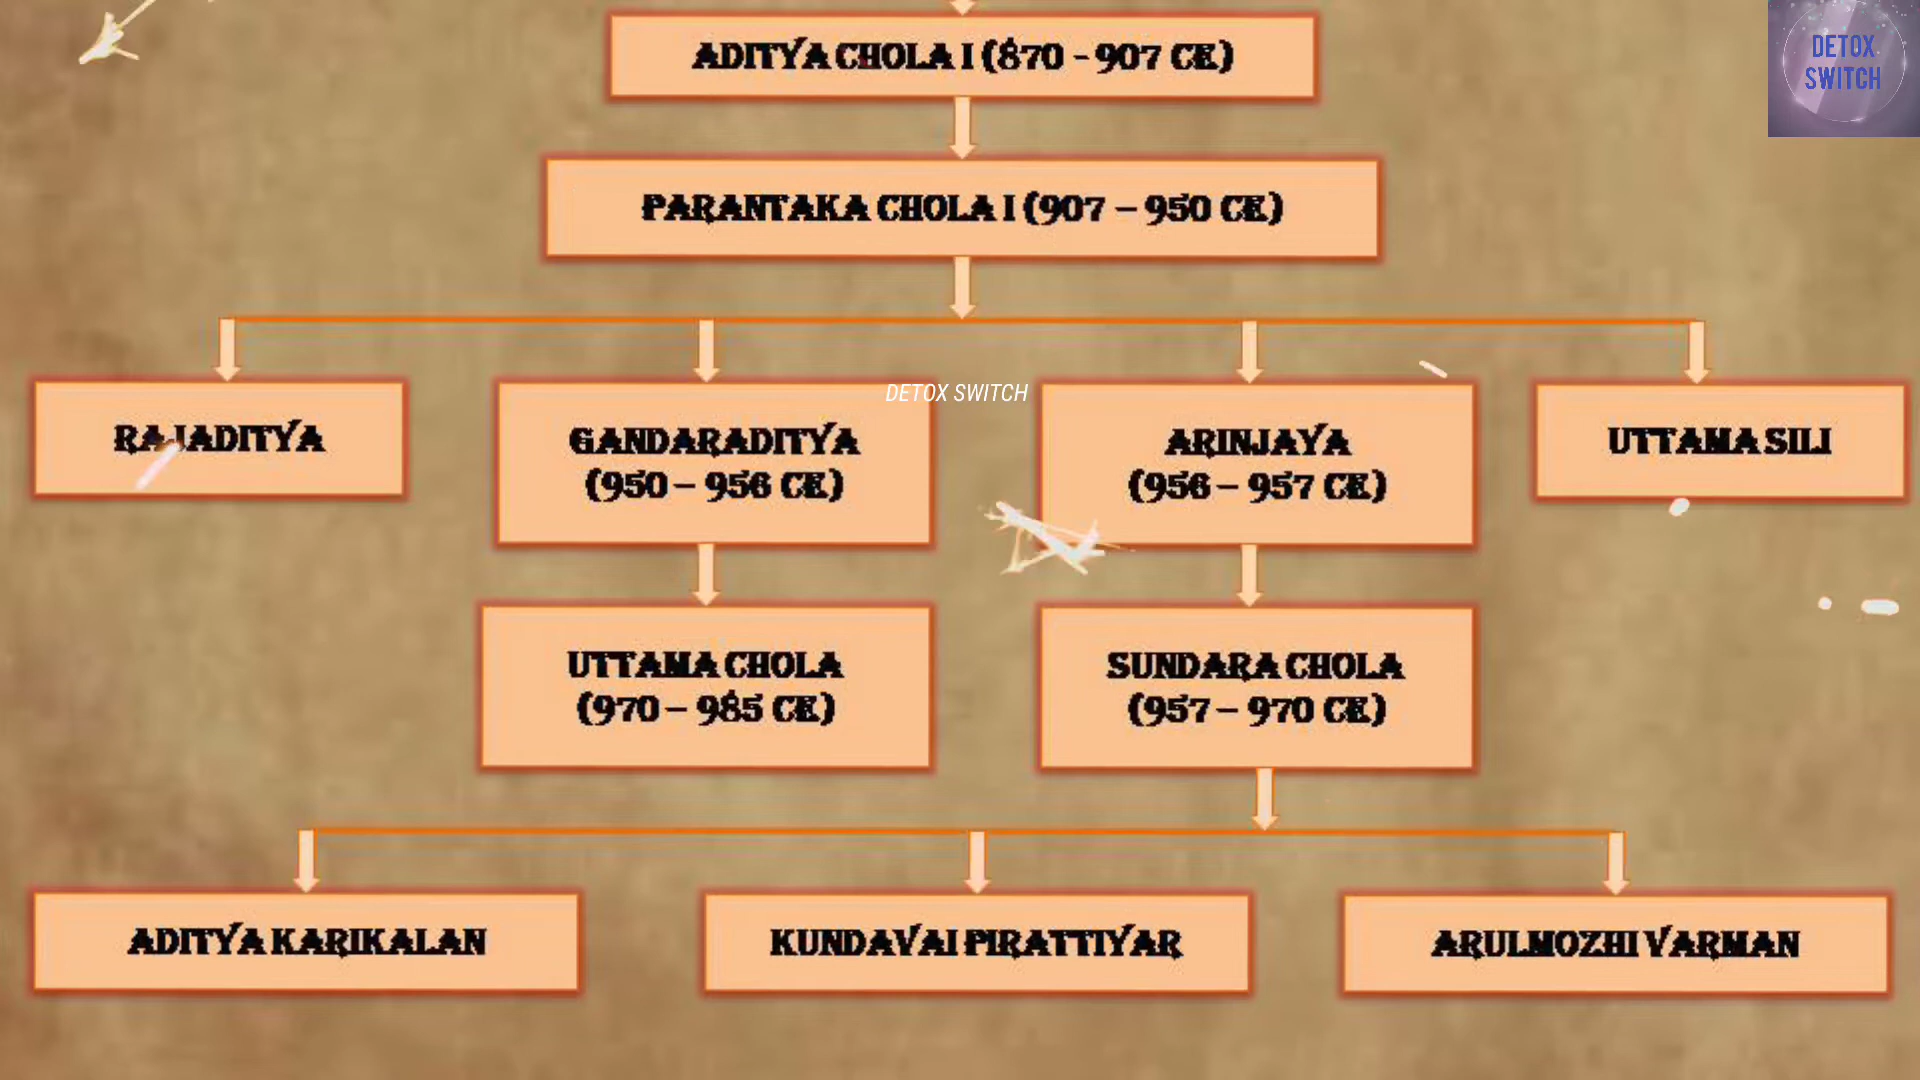 ADITYA CHOLA I (870 - 907 CE)
DETOX
SWITCH
PARANTAKA CHOLA I (907 – 950 CE)
DETOX SWITCH
RAJADITYA
GANDARADITYA
(950 – 956 CE)
ARINJAYA
(956 – 957 CE)
UTTAMA SILI
UTTAMA CHOLA
(970 – 985 CE)
SUNDARA CHOLA
(957 – 970 CE)
ADITYA KARIKALAN
KUNDAVAI PIRATTIYAR
ARULMOZHI VARMAN